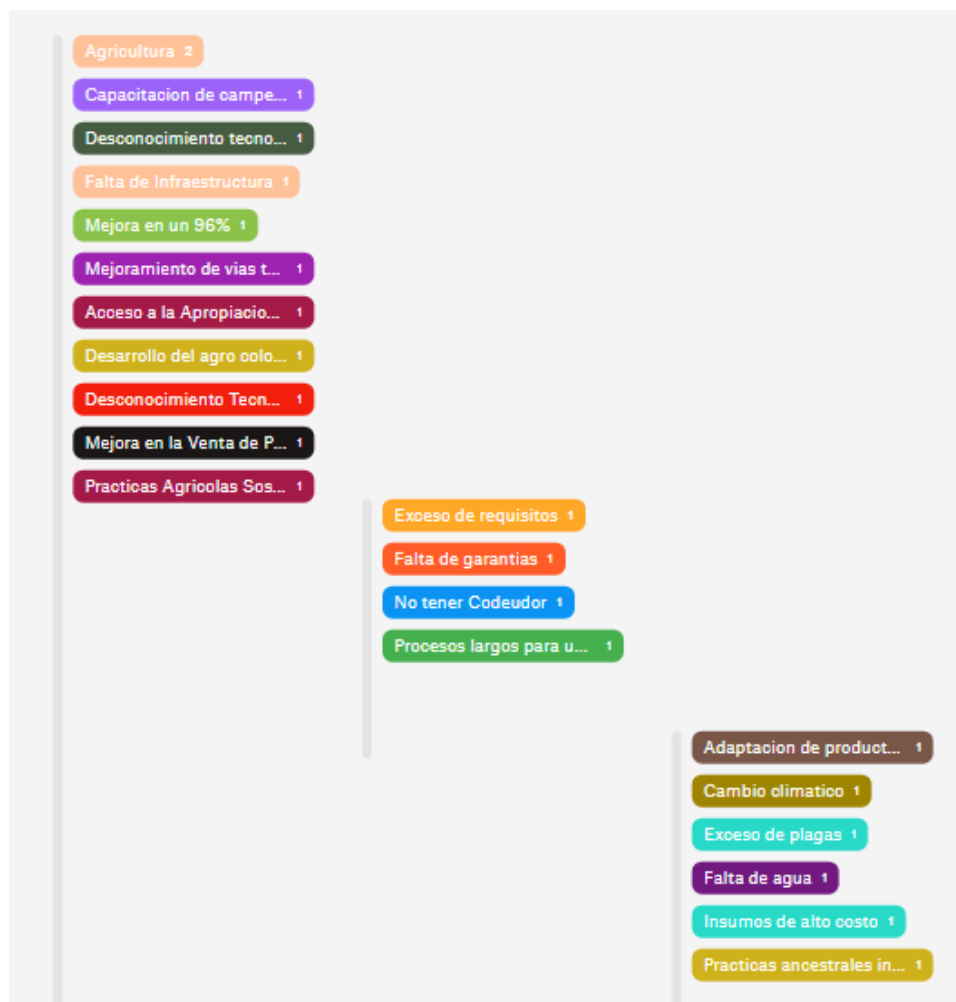 Agricultura 2
Capacitacion de campe... 1
Desconocimiento tecno... 1
Falta de Infraestructura 1
Mejora en un 96% 1
Mejoramiento de vias t... 1
Acceso a la Apropiacio... 1
Desarrollo del agro colo... 1
Desconocimiento Tecn... 1
Mejora en la Venta de P... 1
Practicas Agricolas Sos... 1
Exceso de requisitos 1
Falta de garantias 1
No tener Codeudor 1
Procesos largos para u... 1
Adaptacion de product... 1
Cambio climatico 1
Exceso de plagas 1
Falta de agua 1
Insumos de alto costo 1
Practicas ancestrales in... 1